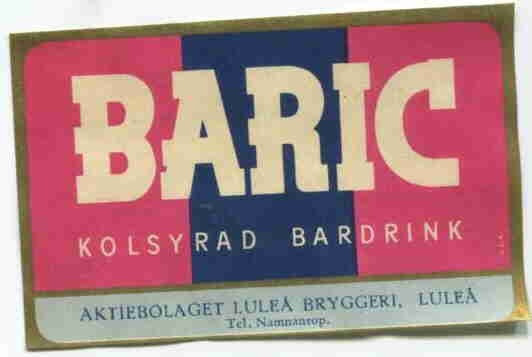 BARIC
KOLSYRAD BARDRINK
AKTIEBOLAGET LULEÅ BRYGGERI, LULEÅ
Tel. Namnanrop.